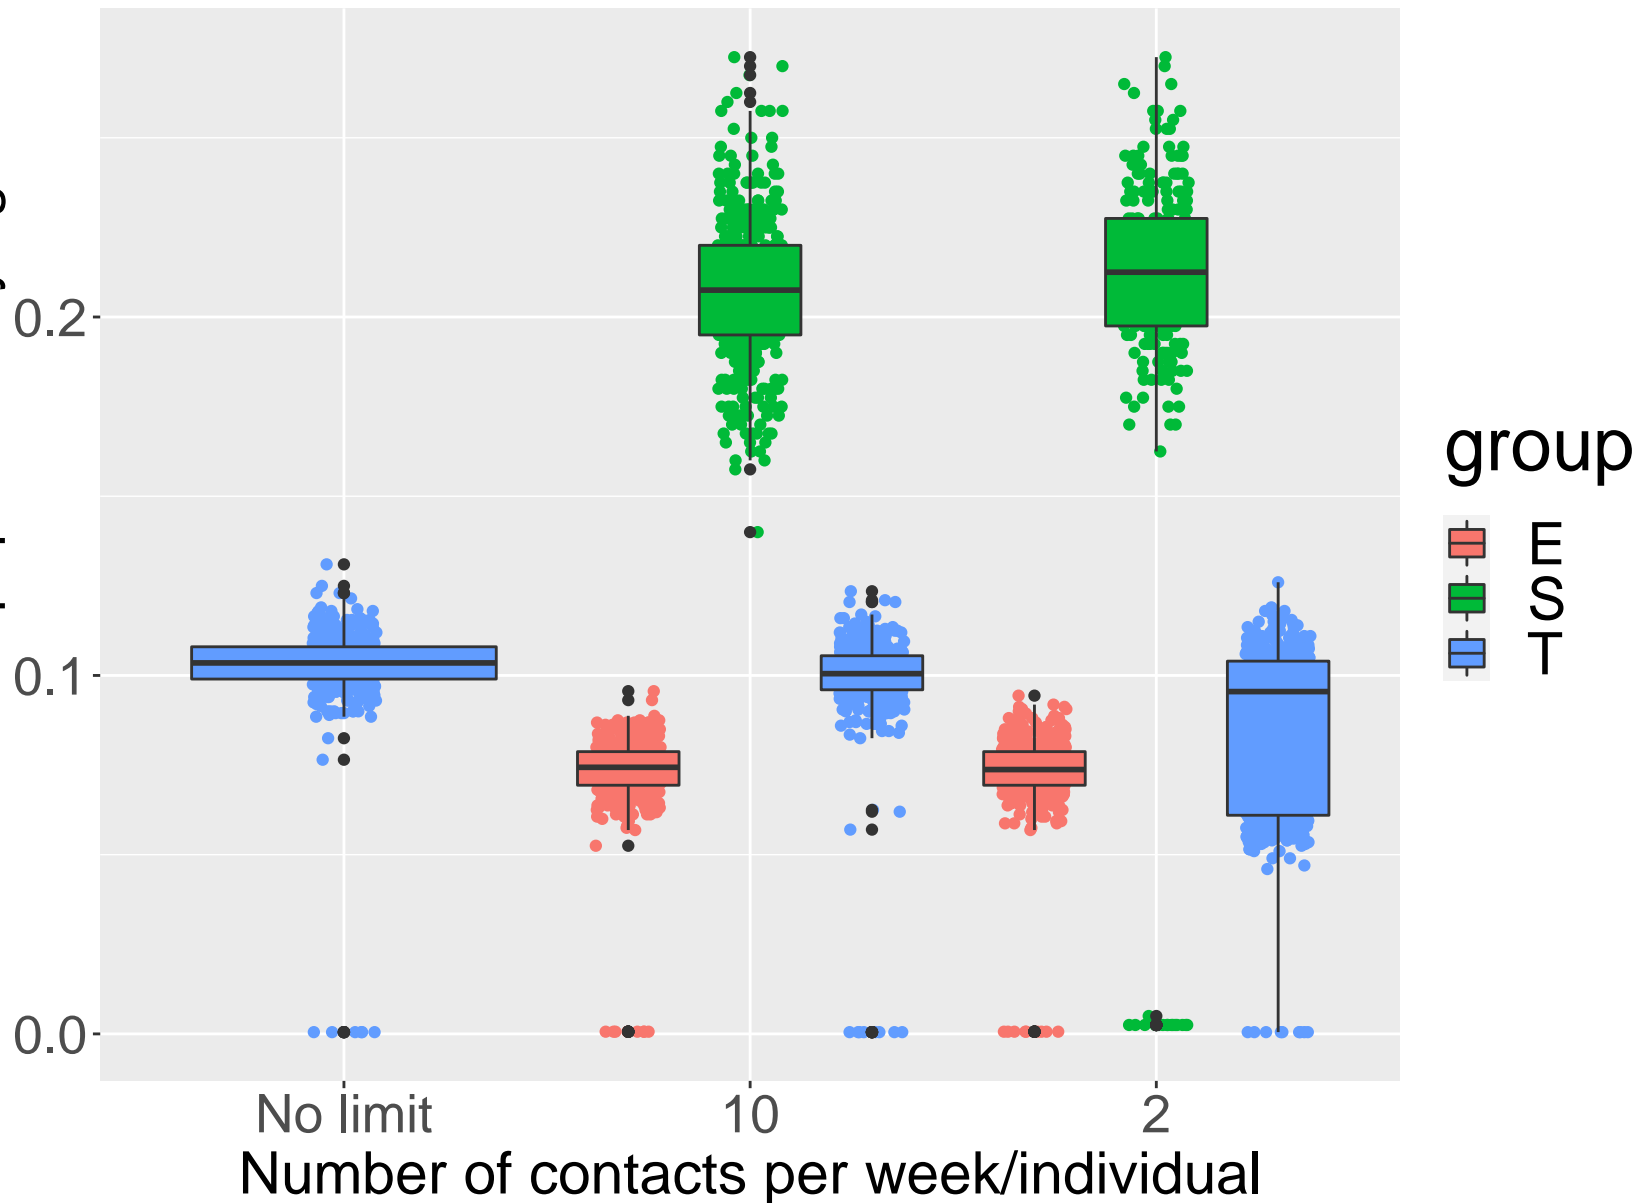 0.2
0.1
0.0
No limit
10
2
Number of contacts per week/individual
group
E
S
T